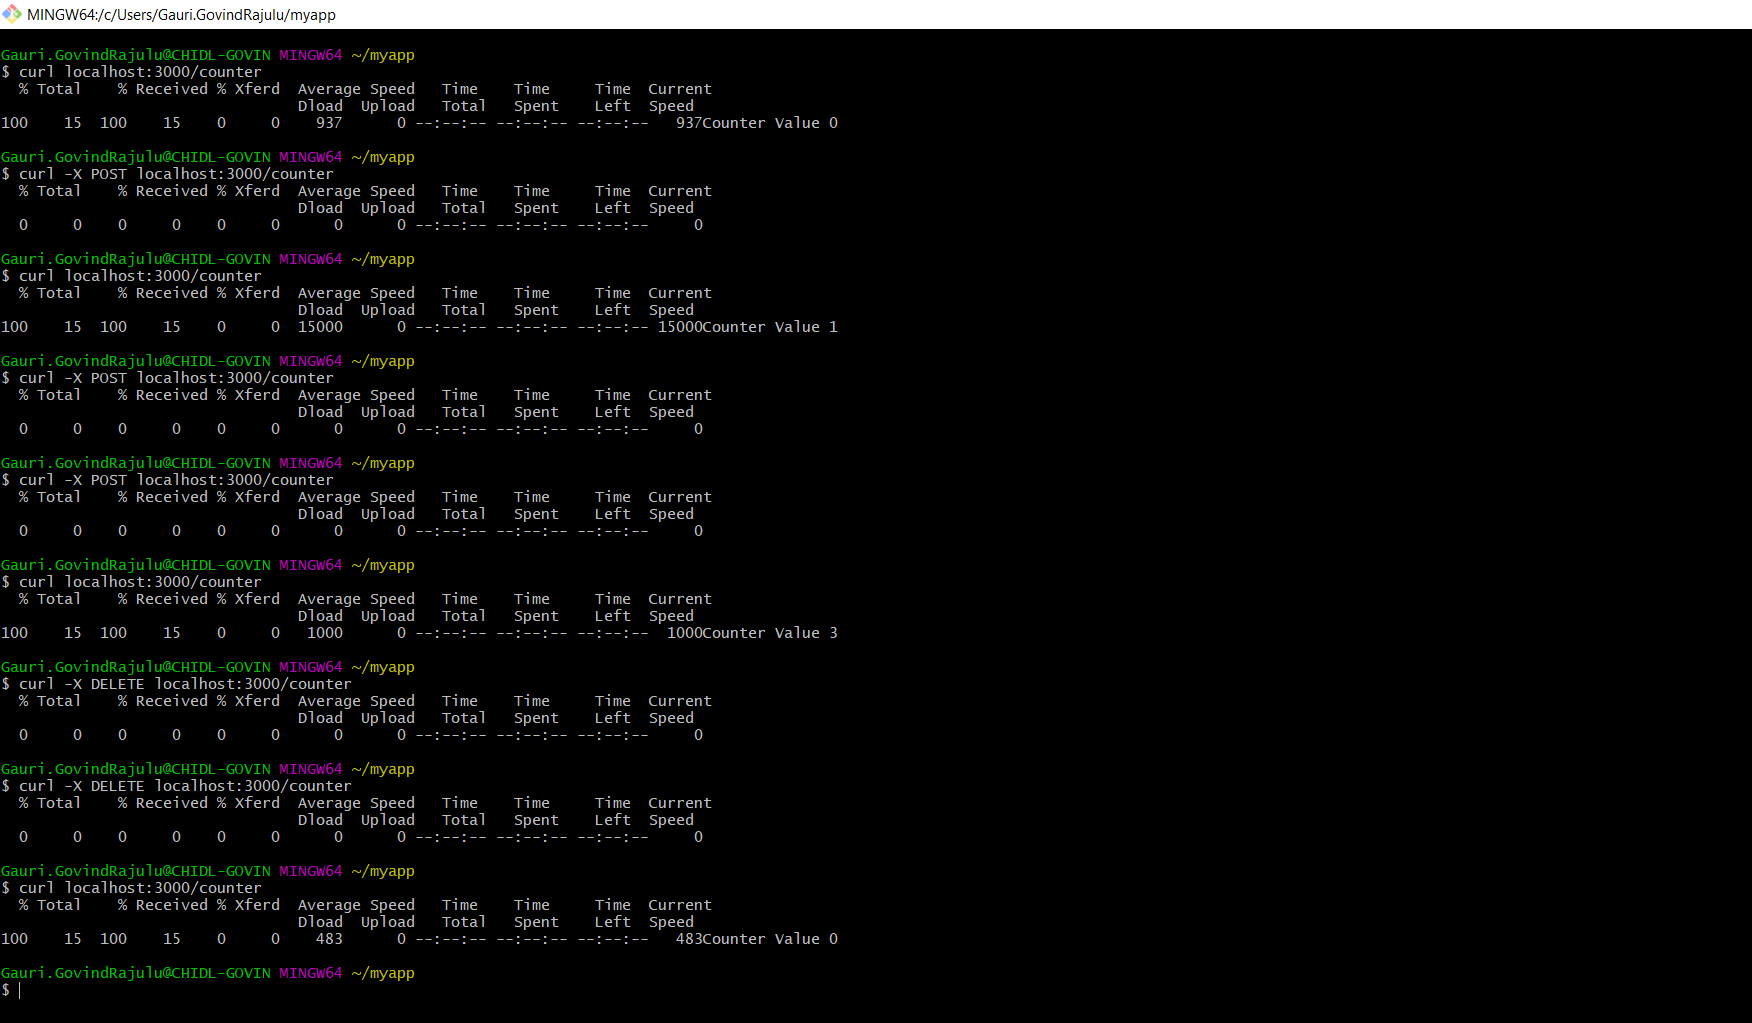 MINGW64:/c/Users/Gauri.GovindRajulu/myapp
Gauri.GovindRajulu@CHIDL-GOVIN MINGW64 ~/myapp
$ curl localhost:3000/counter
  % Total    % Received % Xferd  Average Speed   Time    Time     Time  Current
                                 Dload  Upload   Total   Spent    Left  Speed
100    15  100    15    0     0    937      0 --:--:-- --:--:-- --:--:--   937Counter Value 0
Gauri.GovindRajulu@CHIDL-GOVIN MINGW64 ~/myapp
$ curl -X POST localhost:3000/counter
  % Total    % Received % Xferd  Average Speed   Time    Time     Time  Current
                                 Dload  Upload   Total   Spent    Left  Speed
  0     0    0     0    0     0      0      0 --:--:-- --:--:-- --:--:--     0
Gauri.GovindRajulu@CHIDL-GOVIN MINGW64 ~/myapp
$ curl localhost:3000/counter
  % Total    % Received % Xferd  Average Speed   Time    Time     Time  Current
                                 Dload  Upload   Total   Spent    Left  Speed
100    15  100    15    0     0  15000      0 --:--:-- --:--:-- --:--:-- 15000Counter Value 1
Gauri.GovindRajulu@CHIDL-GOVIN MINGW64 ~/myapp
$ curl -X POST localhost:3000/counter
  % Total    % Received % Xferd  Average Speed   Time    Time     Time  Current
                                 Dload  Upload   Total   Spent    Left  Speed
  0     0    0     0    0     0      0      0 --:--:-- --:--:-- --:--:--     0
Gauri.GovindRajulu@CHIDL-GOVIN MINGW64 ~/myapp
$ curl -X POST localhost:3000/counter
  % Total    % Received % Xferd  Average Speed   Time    Time     Time  Current
                                 Dload  Upload   Total   Spent    Left  Speed
  0     0    0     0    0     0      0      0 --:--:-- --:--:-- --:--:--     0
Gauri.GovindRajulu@CHIDL-GOVIN MINGW64 ~/myapp
$ curl localhost:3000/counter
  % Total    % Received % Xferd  Average Speed   Time    Time     Time  Current
                                 Dload  Upload   Total   Spent    Left  Speed
100    15  100    15    0     0   1000      0 --:--:-- --:--:-- --:--:--  1000Counter Value 3
Gauri.GovindRajulu@CHIDL-GOVIN MINGW64 ~/myapp
$ curl -X DELETE localhost:3000/counter
  % Total    % Received % Xferd  Average Speed   Time    Time     Time  Current
                                 Dload  Upload   Total   Spent    Left  Speed
  0     0    0     0    0     0      0      0 --:--:-- --:--:-- --:--:--     0
Gauri.GovindRajulu@CHIDL-GOVIN MINGW64 ~/myapp
$ curl -X DELETE localhost:3000/counter
  % Total    % Received % Xferd  Average Speed   Time    Time     Time  Current
                                 Dload  Upload   Total   Spent    Left  Speed
  0     0    0     0    0     0      0      0 --:--:-- --:--:-- --:--:--     0
Gauri.GovindRajulu@CHIDL-GOVIN MINGW64 ~/myapp
$ curl localhost:3000/counter
  % Total    % Received % Xferd  Average Speed   Time    Time     Time  Current
                                 Dload  Upload   Total   Spent    Left  Speed
100    15  100    15    0     0    483      0 --:--:-- --:--:-- --:--:--   483Counter Value 0
Gauri.GovindRajulu@CHIDL-GOVIN MINGW64 ~/myapp
$